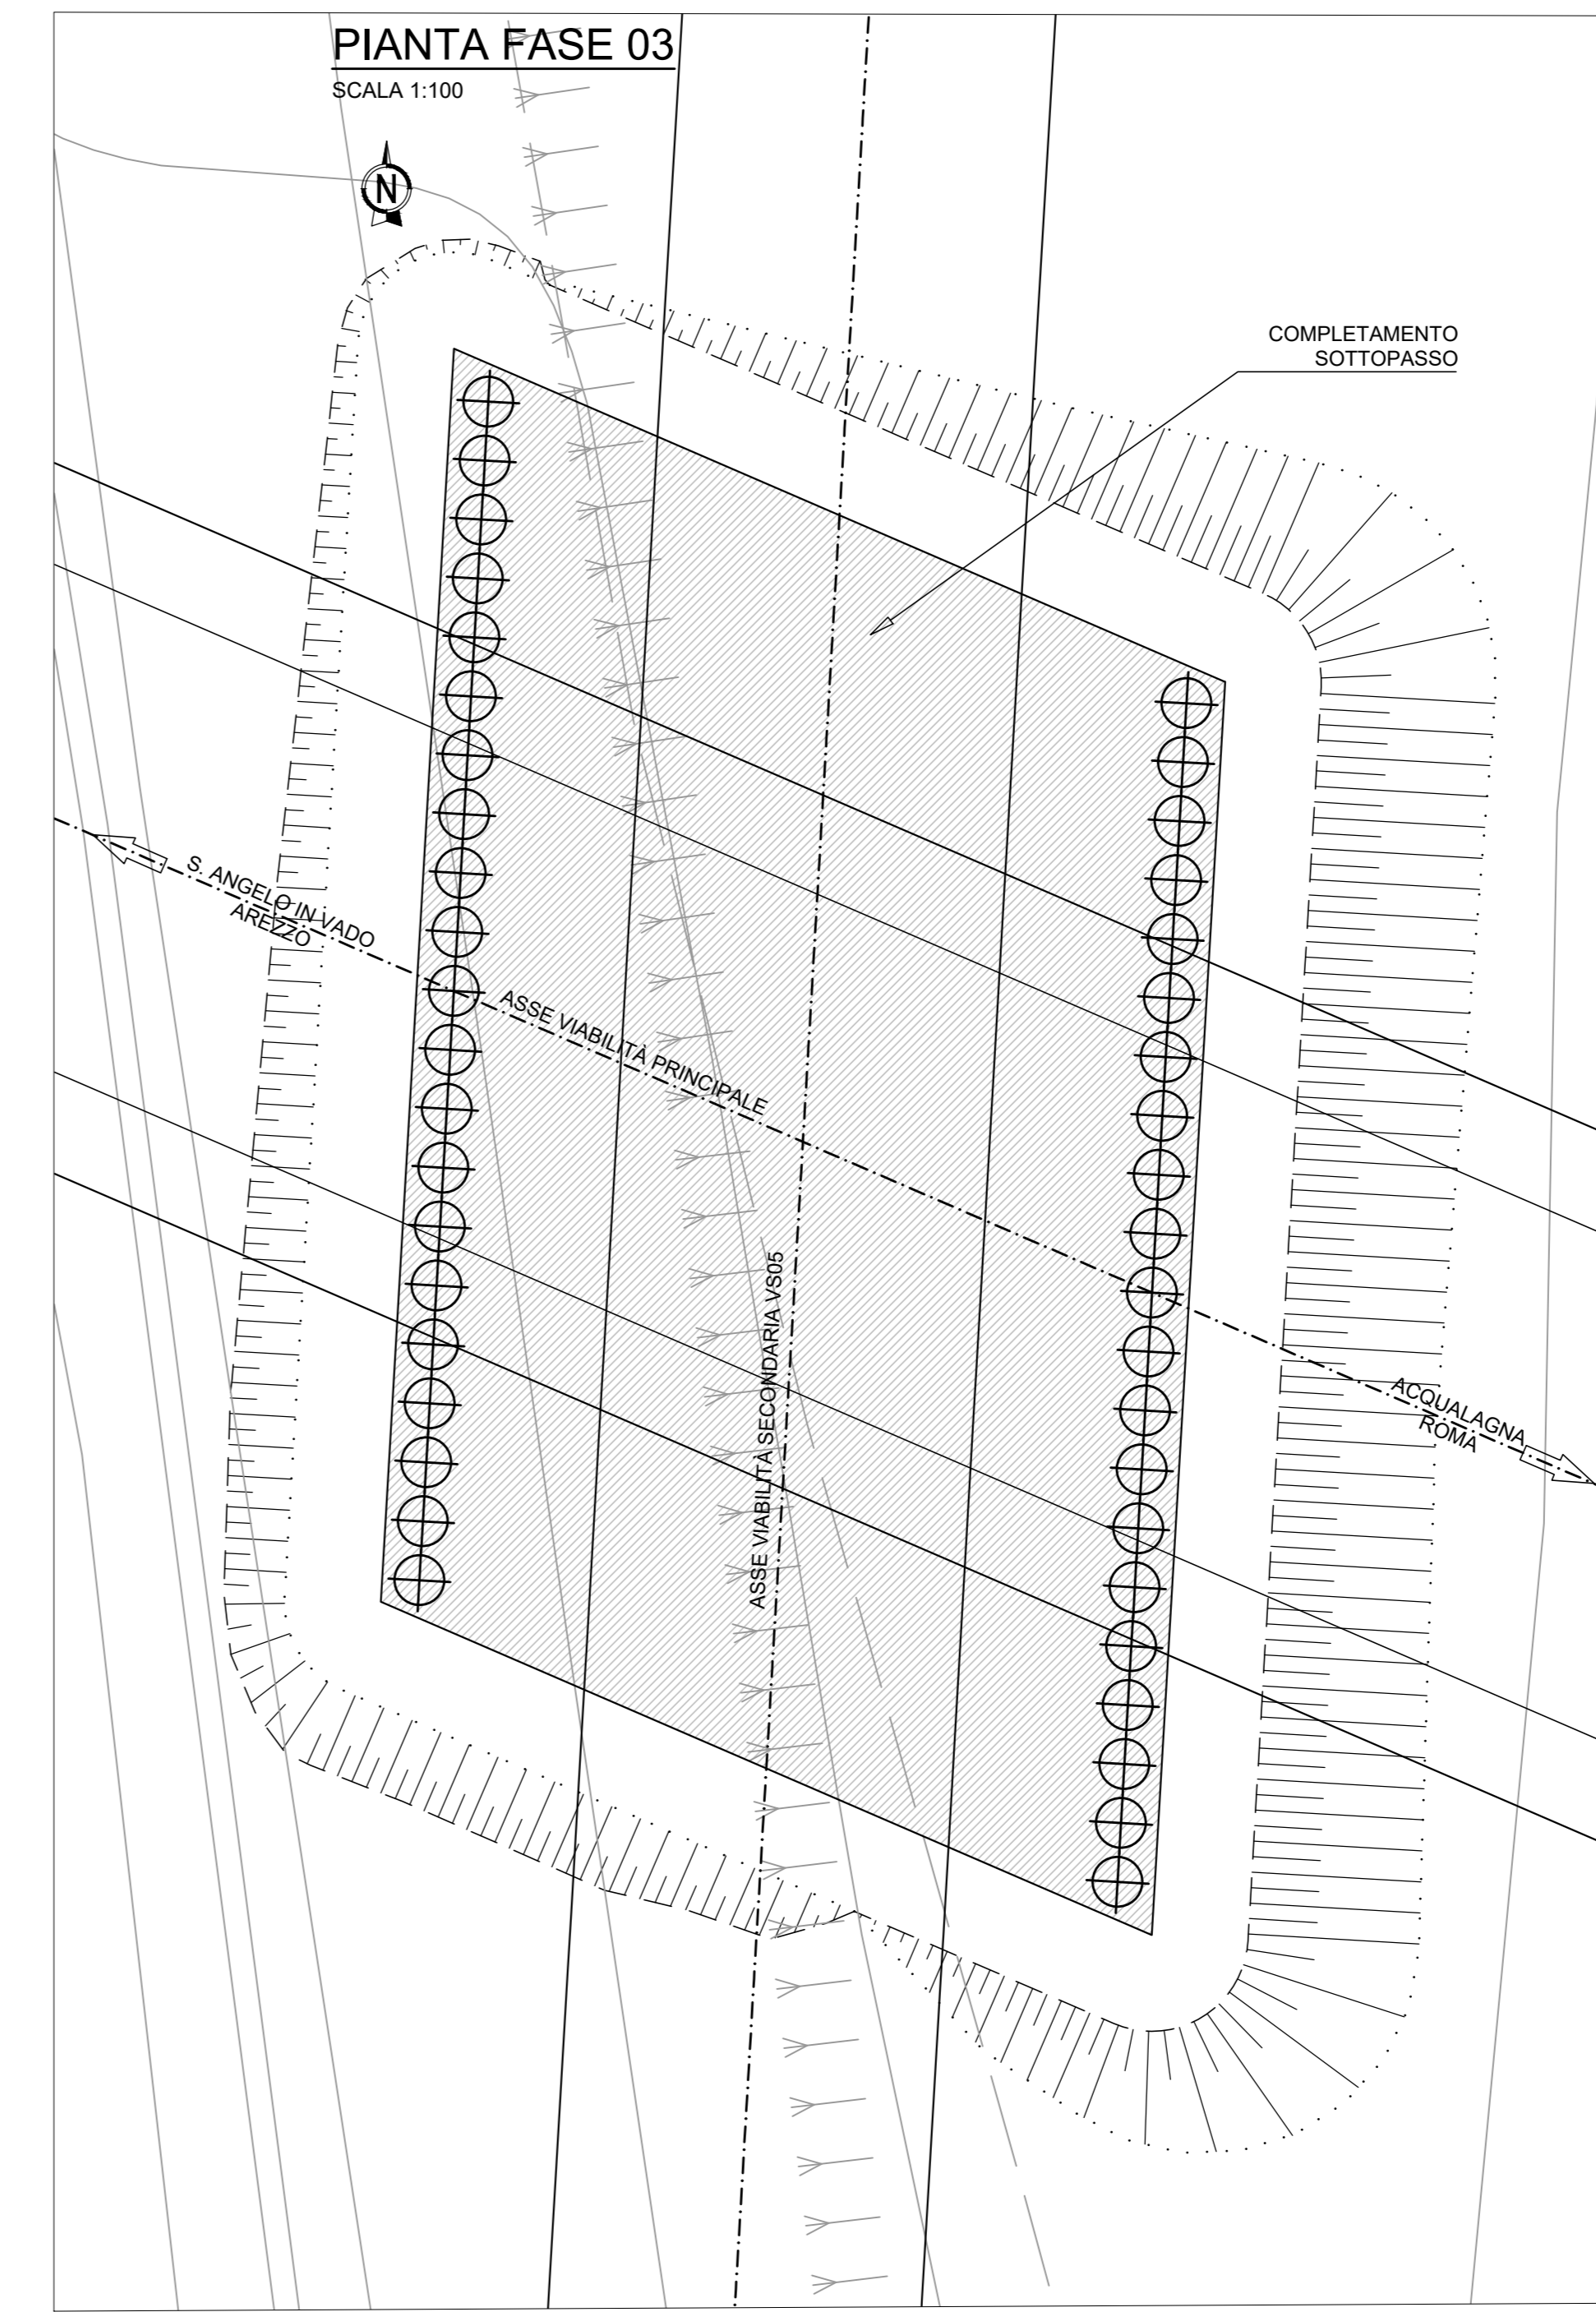 PIANTA FASE 03
SCALA 1:100
N
COMPLETAMENTO
SOTTOPASSO
S. ANGELO IN VADO
AREZZO
ASSE VIABILITÀ PRINCIPALE
ASSE VIABILITÀ SECONDARIA VS05
ACQUALAGNA
ROMA